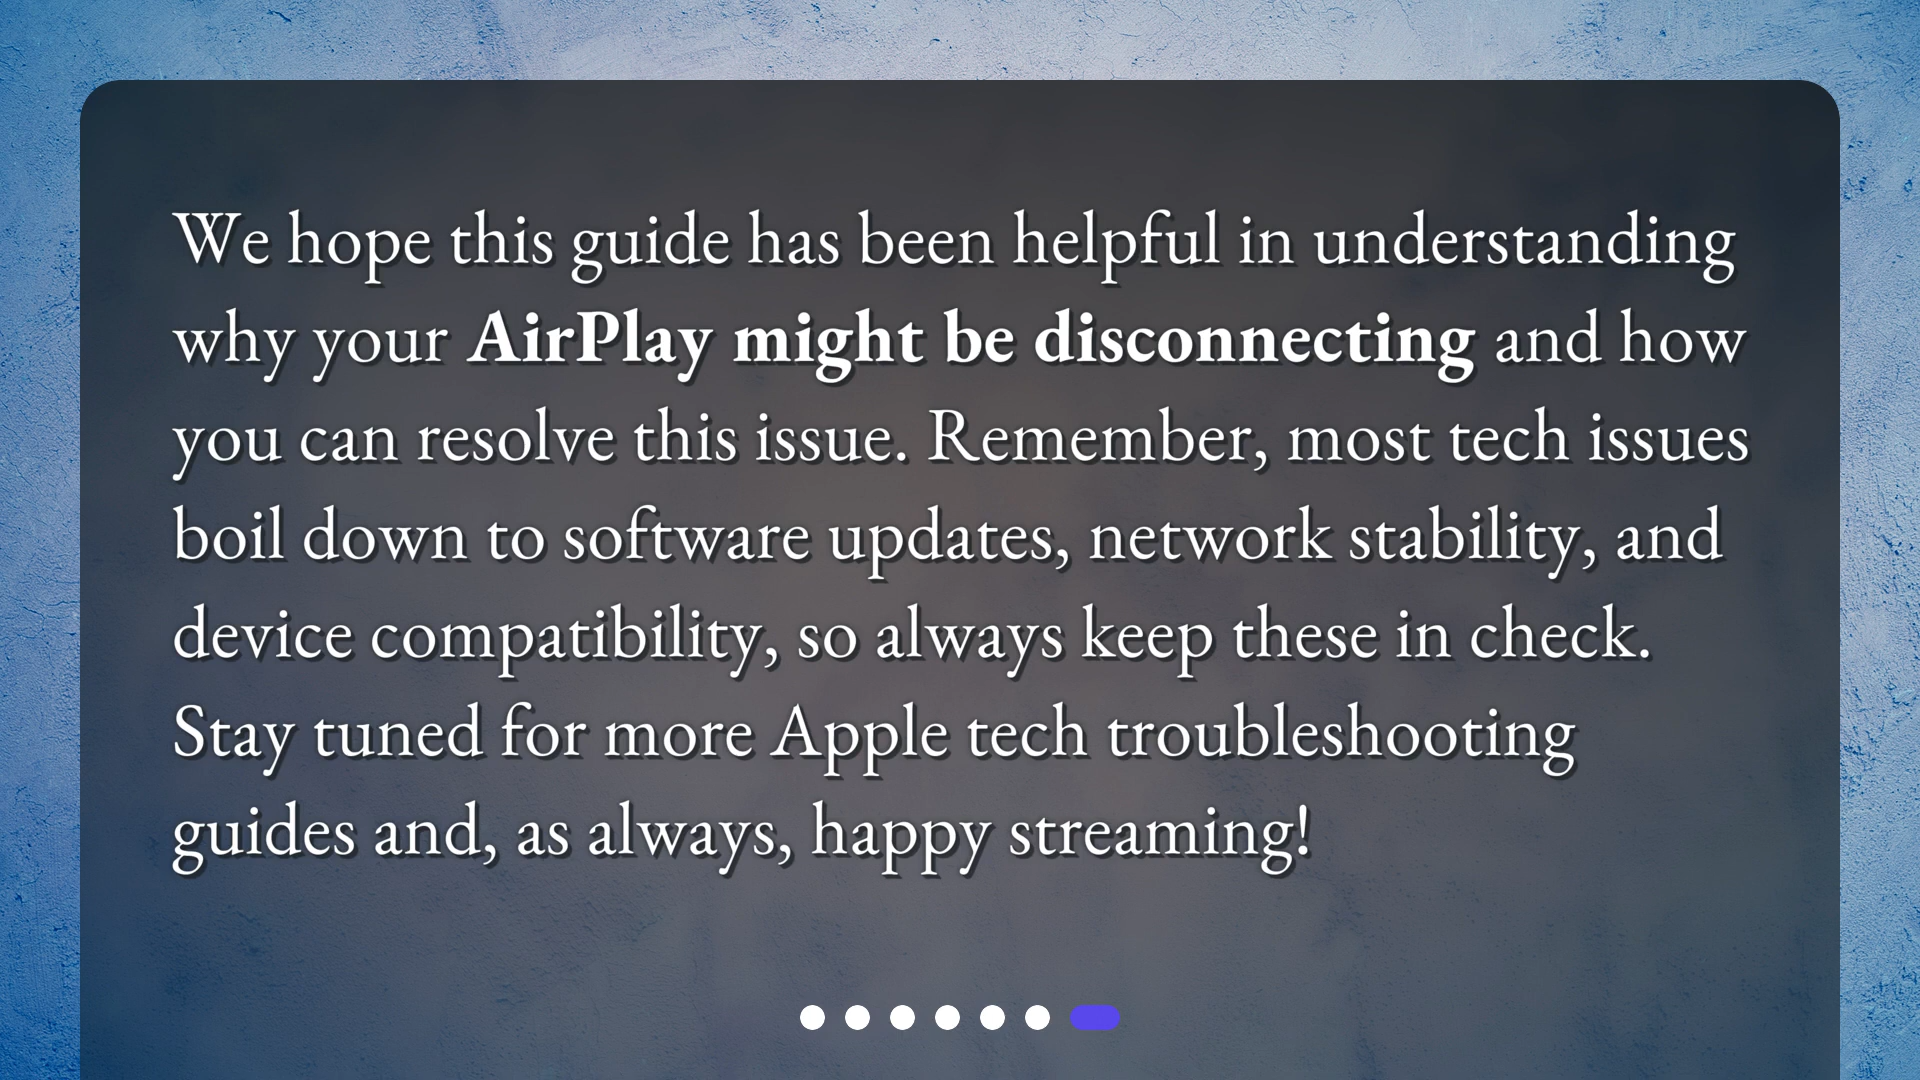 We hope this guide has been helpful in understanding
why your AirPlay might be disconnecting and how
you can resolve this issue. Remember, most tech issues
boil down to software updates, network stability, and
device compatibility, so always keep these in check.
Stay tuned for more Apple tech troubleshooting
guides and, as always, happy streaming!